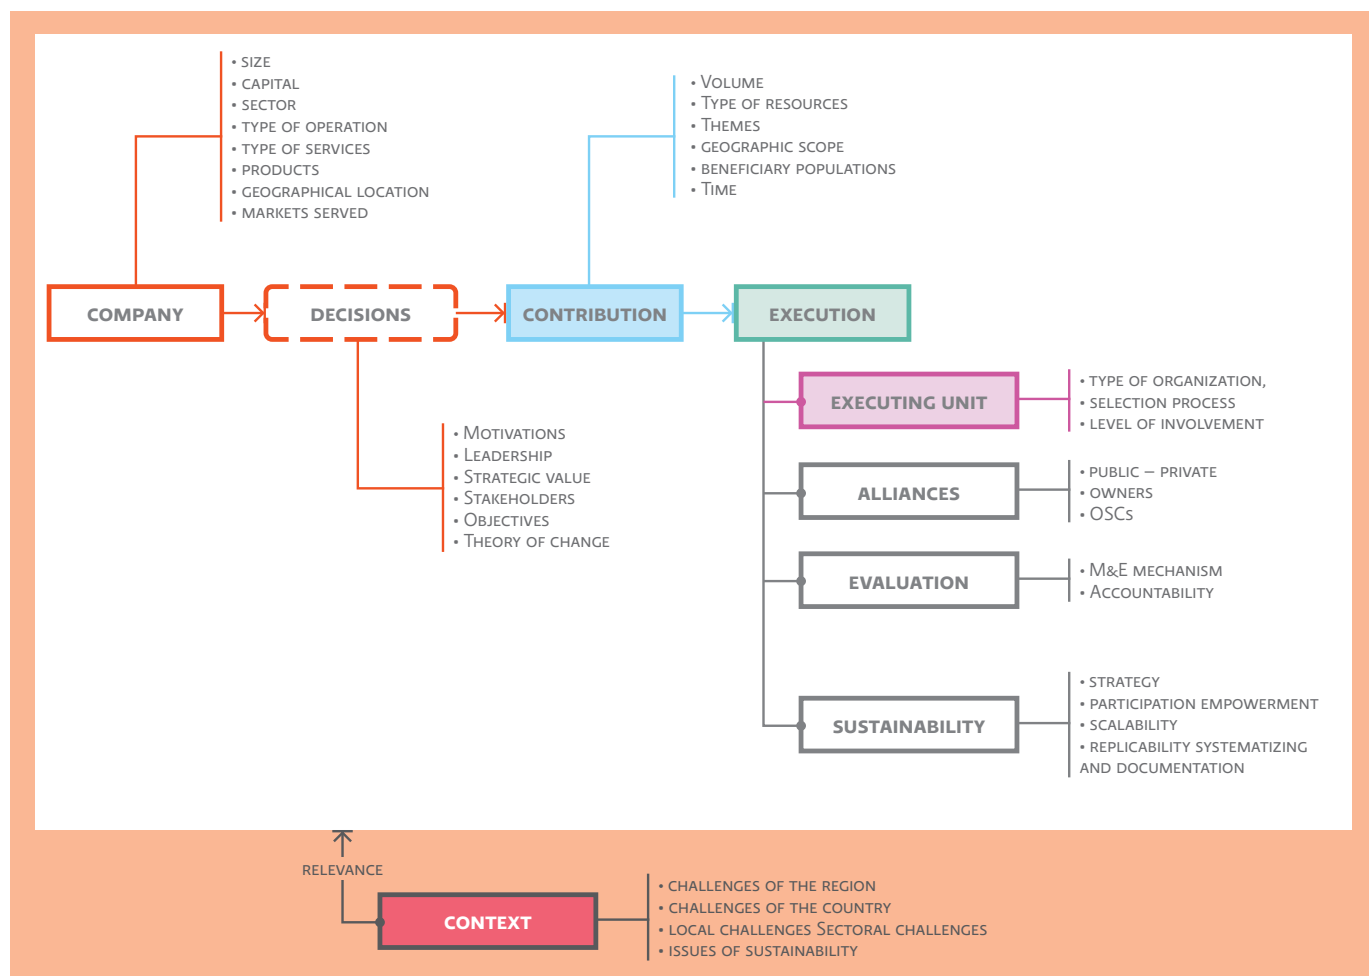 • SIZE
• CAPITAL
• SECTOR
• TYPE OF OPERATION
• TYPE OF SERVICES
• PRODUCTS
• GEOGRAPHICAL LOCATION
• MARKETS SERVED
• VOLUME
• TYPE OF RESOURCES
• THEMES
• GEOGRAPHIC SCOPE
• BENEFICIARY POPULATIONS
• TIME
COMPANY
DECISIONS
CONTRIBUTION
EXECUTION
• MOTIVATIONS
• LEADERSHIP
• STRATEGIC VALUE
• STAKEHOLDERS
• OBJECTIVES
• THEORY OF CHANGE
EXECUTING UNIT
• TYPE OF ORGANIZATION,
• SELECTION PROCESS
• LEVEL OF INVOLVEMENT
ALLIANCES
• PUBLIC – PRIVATE
• OWNERS
• OSCs
EVALUATION
• M&E MECHANISM
• ACCOUNTABILITY
SUSTAINABILITY
• STRATEGY
• PARTICIPATION EMPOWERMENT
• SCALABILITY
• REPLICABILITY SYSTEMATIZING
AND DOCUMENTATION
RELEVANCE
CONTEXT
• CHALLENGES OF THE REGION
• CHALLENGES OF THE COUNTRY
• LOCAL CHALLENGES SECTORAL CHALLENGES
• ISSUES OF SUSTAINABILITY